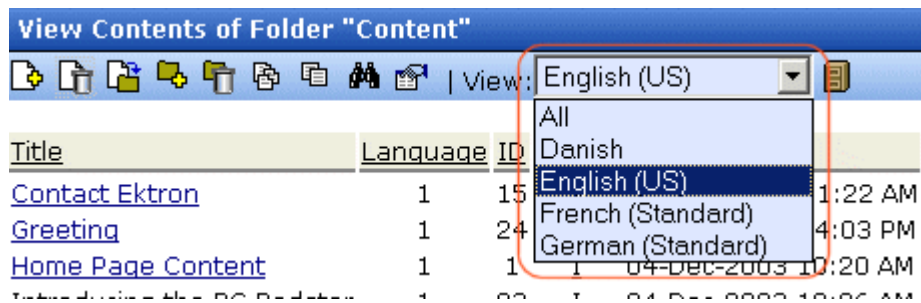 View Contents of Folder "Content"
| View: English (US)
All
Danish
English (US)
French (Standard)
German (Standard)
Title Language ID
Contact Ektron 1 15 1:22 AM
Greeting 1 24 4:03 PM
Home Page Content 1 1 I 04-Dec-2003 10:20 AM